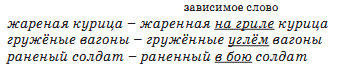 зависимое слово
жареная курица – жаренная на гриле курица
гружёные вагоны – гружённые углём вагоны
раненый солдат – раненный в бою солдат